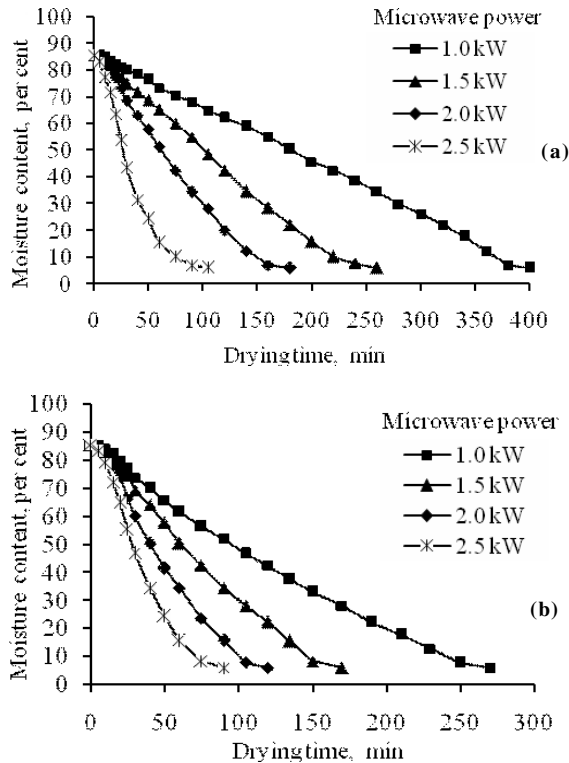 Microwave power
1.0 kW
1.5 kW
2.0 kW
2.5 kW
(a)
Moisture content, per cent
100
90
80
70
60
50
40
30
20
10
0
0 50 100 150 200 250 300 350 400
Drying time, min
Microwave power
1.0 kW
1.5 kW
2.0 kW
2.5 kW
(b)
Moisture content, per cent
100
90
80
70
60
50
40
30
20
10
0
0 50 100 150 200 250 300
Drying time, min